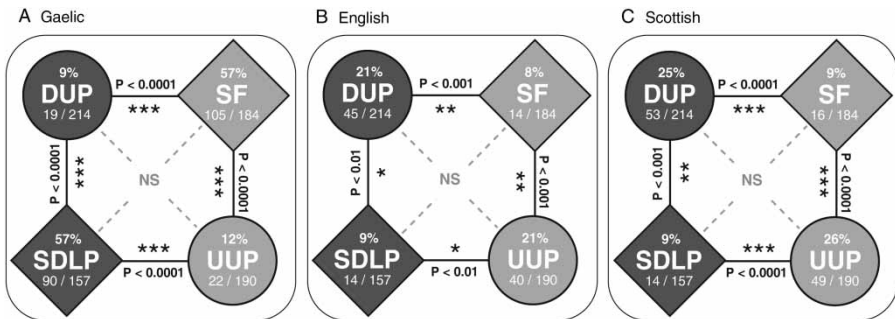 A Gaelic
9%
DUP
19 / 214
P < 0.0001
***
57%
SF
105 / 184
P < 0.0001
***
NS
***
P < 0.0001
57%
SDLP
90 / 157
***
P < 0.0001
12%
UUP
22 / 190
B English
21%
DUP
45 / 214
P < 0.001
**
8%
SF
14 / 184
P < 0.01
*
NS
**
P < 0.001
9%
SDLP
14 / 157
*
P < 0.01
21%
UUP
40 / 190
C Scottish
25%
DUP
53 / 214
P < 0.0001
***
9%
SF
16 / 184
P < 0.001
**
NS
***
P < 0.0001
9%
SDLP
14 / 157
***
P < 0.0001
26%
UUP
49 / 190